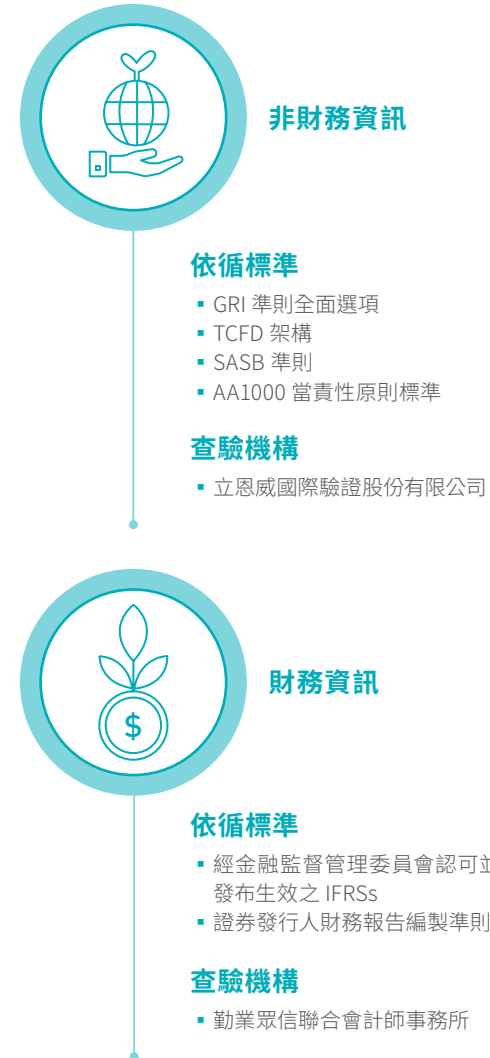 非財務資訊
依循標準
▪ GRI 準則全面選項
▪ TCFD 架構
▪ SASB 準則
▪ AA1000 當責性原則標準
查驗機構
▪ 立恩威國際驗證股份有限公司
$
財務資訊
依循標準
▪ 經金融監督管理委員會認可並
發布生效之 IFRSs
▪ 證券發行人財務報告編製準則
查驗機構
▪ 勤業眾信聯合會計師事務所